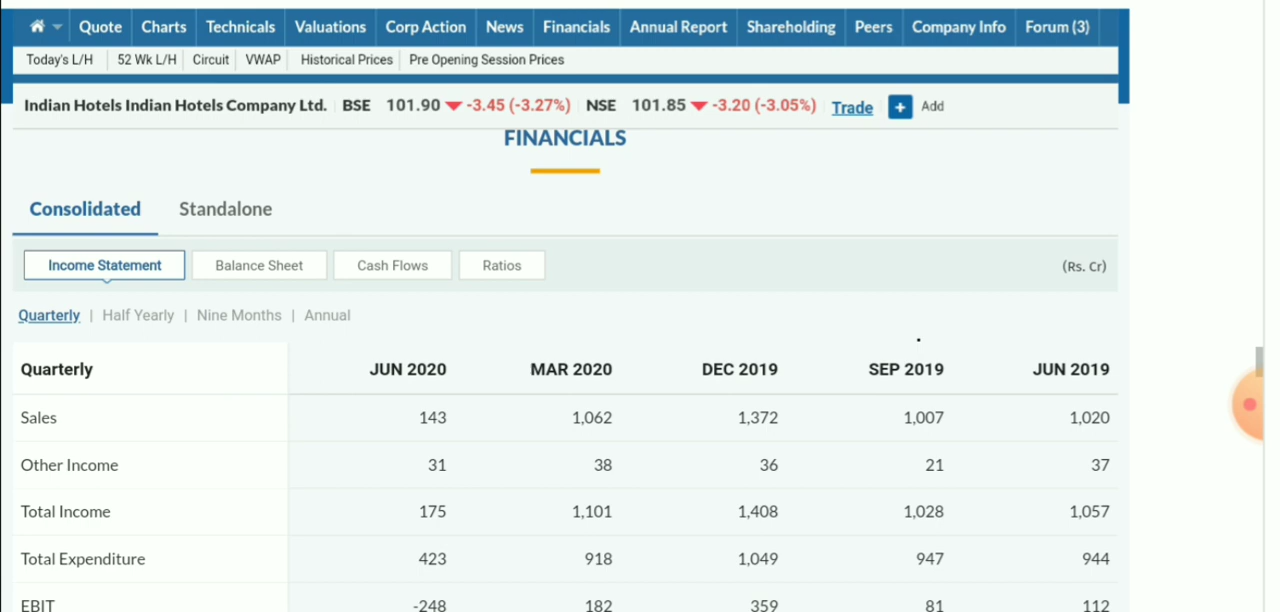 Quote Charts Technicals Valuations Corp Action News Financials Annual Report Shareholding Peers Company Info Forum (3)
Today's L/H 52 Wk L/H Circuit VWAP Historical Prices Pre Opening Session Prices
Indian Hotels Indian Hotels Company Ltd. BSE 101.90 -3.45 (-3.27%) NSE 101.85 -3.20 (-3.05%) Trade + Add
FINANCIALS
Consolidated Standalone
Income Statement Balance Sheet Cash Flows Ratios (Rs. Cr)
Quarterly | Half Yearly | Nine Months | Annual
Quarterly JUN 2020 MAR 2020 DEC 2019 SEP 2019 JUN 2019
Sales 143 1,062 1,372 1,007 1,020
Other Income 31 38 36 21 37
Total Income 175 1,101 1,408 1,028 1,057
Total Expenditure 423 918 1,049 947 944
EBIT -248 182 359 81 112